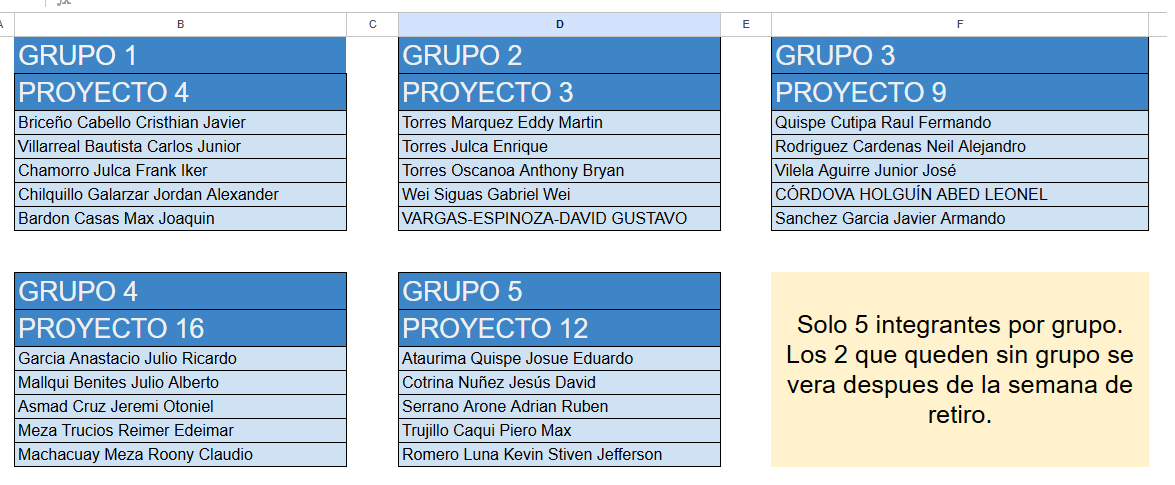 A B C D E F
GRUPO 1
PROYECTO 4
Briceño Cabello Cristhian Javier
Villarreal Bautista Carlos Junior
Chamorro Julca Frank Iker
Chilquillo Galarzar Jordan Alexander
Bardon Casas Max Joaquin
GRUPO 2
PROYECTO 3
Torres Marquez Eddy Martin
Torres Julca Enrique
Torres Oscanoa Anthony Bryan
Wei Siguas Gabriel Wei
VARGAS-ESPINOZA-DAVID GUSTAVO
GRUPO 3
PROYECTO 9
Quispe Cutipa Raul Fermando
Rodriguez Cardenas Neil Alejandro
Vilela Aguirre Junior José
CÓRDOVA HOLGUÍN ABED LEONEL
Sanchez Garcia Javier Armando
GRUPO 4
PROYECTO 16
Garcia Anastacio Julio Ricardo
Mallqui Benites Julio Alberto
Asmad Cruz Jeremi Otoniel
Meza Trucios Reimer Edeimar
Machacuay Meza Roony Claudio
GRUPO 5
PROYECTO 12
Ataurima Quispe Josue Eduardo
Cotrina Nuñez Jesús David
Serrano Arone Adrian Ruben
Trujillo Caqui Piero Max
Romero Luna Kevin Stiven Jefferson
Solo 5 integrantes por grupo.
Los 2 que queden sin grupo se
vera despues de la semana de
retiro.